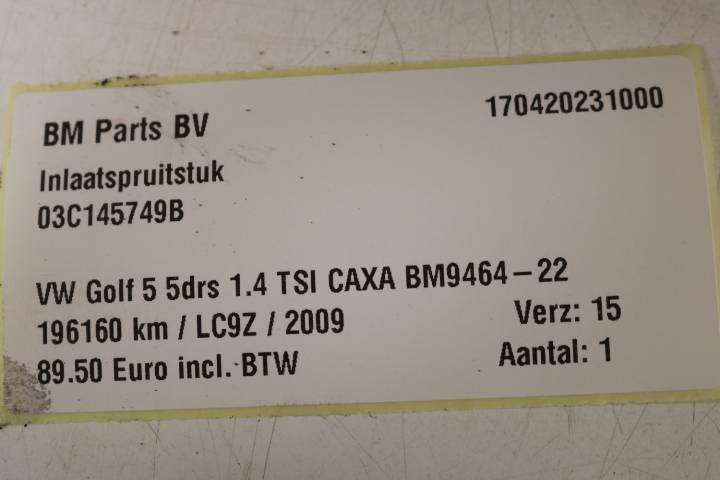 BM Parts BV 170420231000
Inlaatspruitstuk
03C145749B
VW Golf 5 5drs 1.4 TSI CAXA BM9464-22
196160 km / LC9Z / 2009 Verz: 15
89.50 Euro incl. BTW Aantal: 1